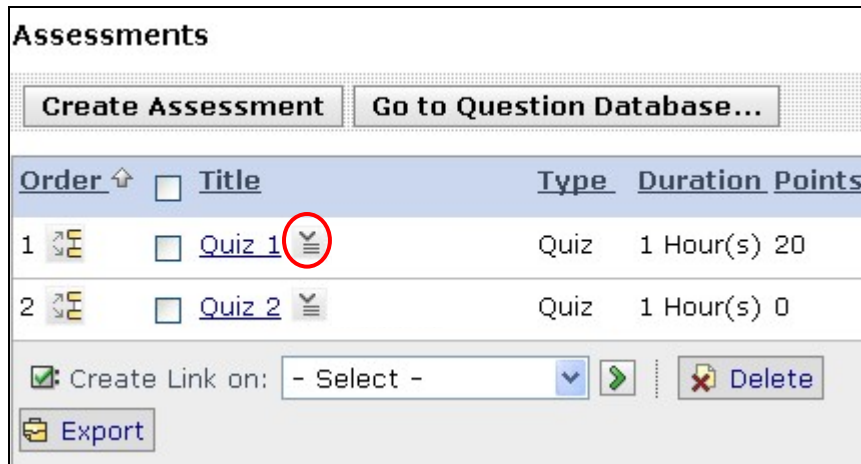 Assessments
Create Assessment Go to Question Database...
Order Title Type Duration Points
1 Quiz 1 Quiz 1 Hour(s) 20
2 Quiz 2 Quiz 1 Hour(s) 0
Create Link on: - Select - Delete
Export